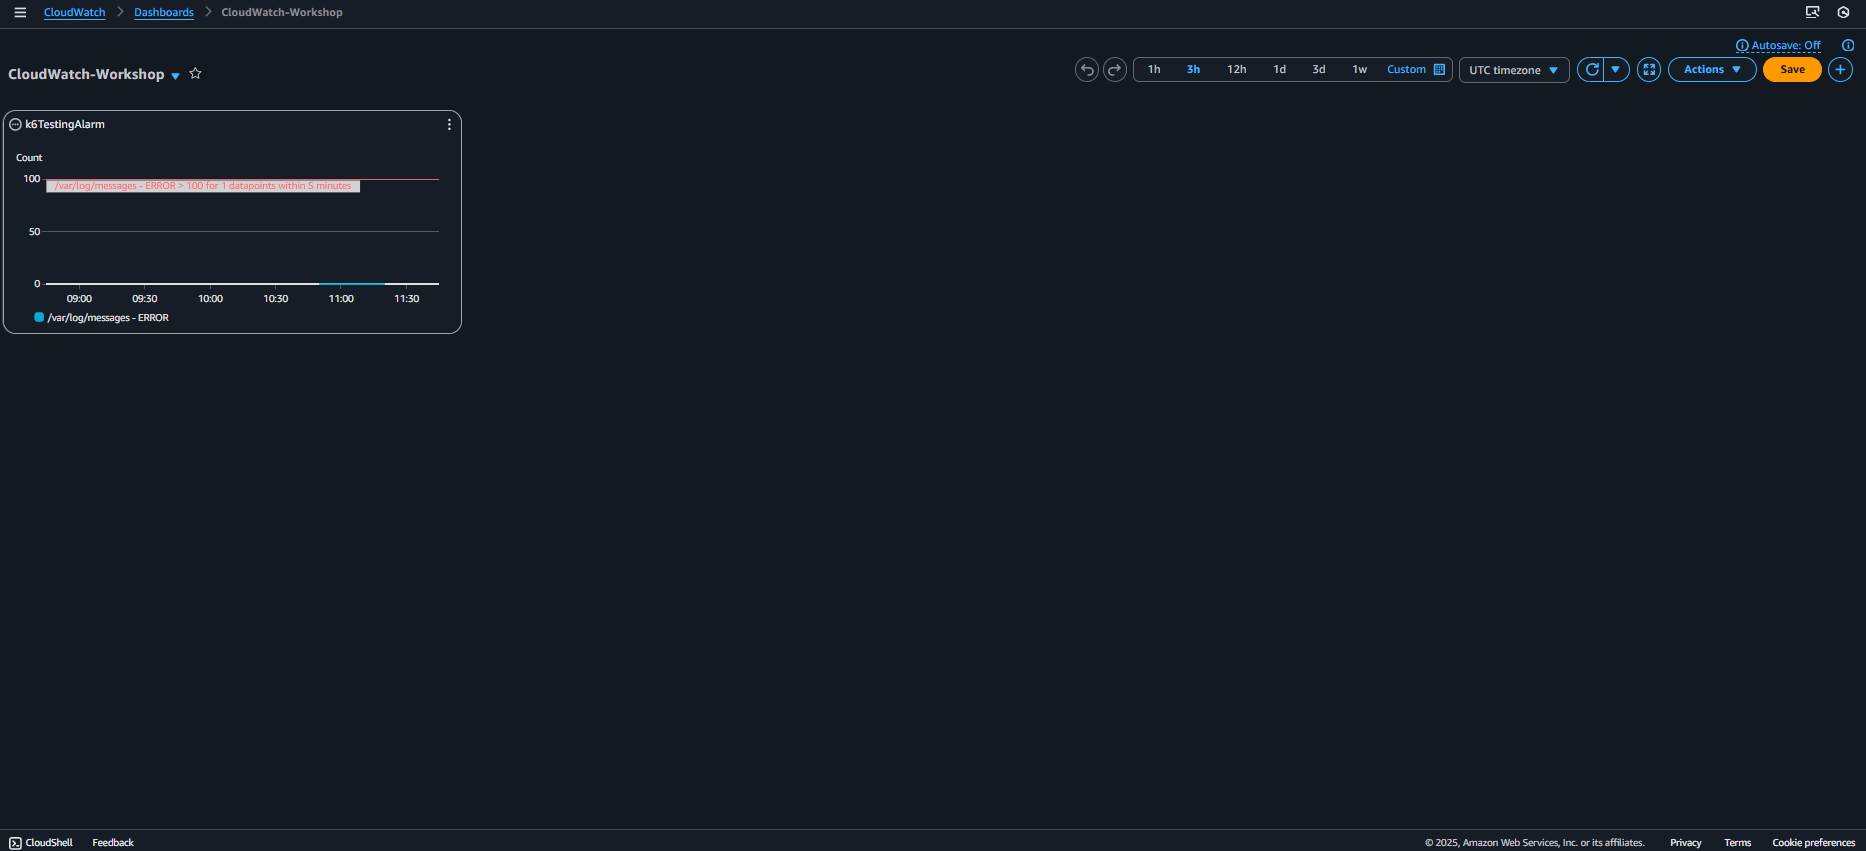 CloudWatch > Dashboards > CloudWatch-Workshop
Autosave: Off
CloudWatch-Workshop
1h 3h 12h 1d 3d 1w Custom UTC timezone Actions Save
k6TestingAlarm
Count
100
/var/log/messages - ERROR > 100 for 1 datapoints within 5 minutes
50
0
09:00 09:30 10:00 10:30 11:00 11:30
/var/log/messages - ERROR
CloudShell Feedback © 2025, Amazon Web Services, Inc. or its affiliates. Privacy Terms Cookie preferences